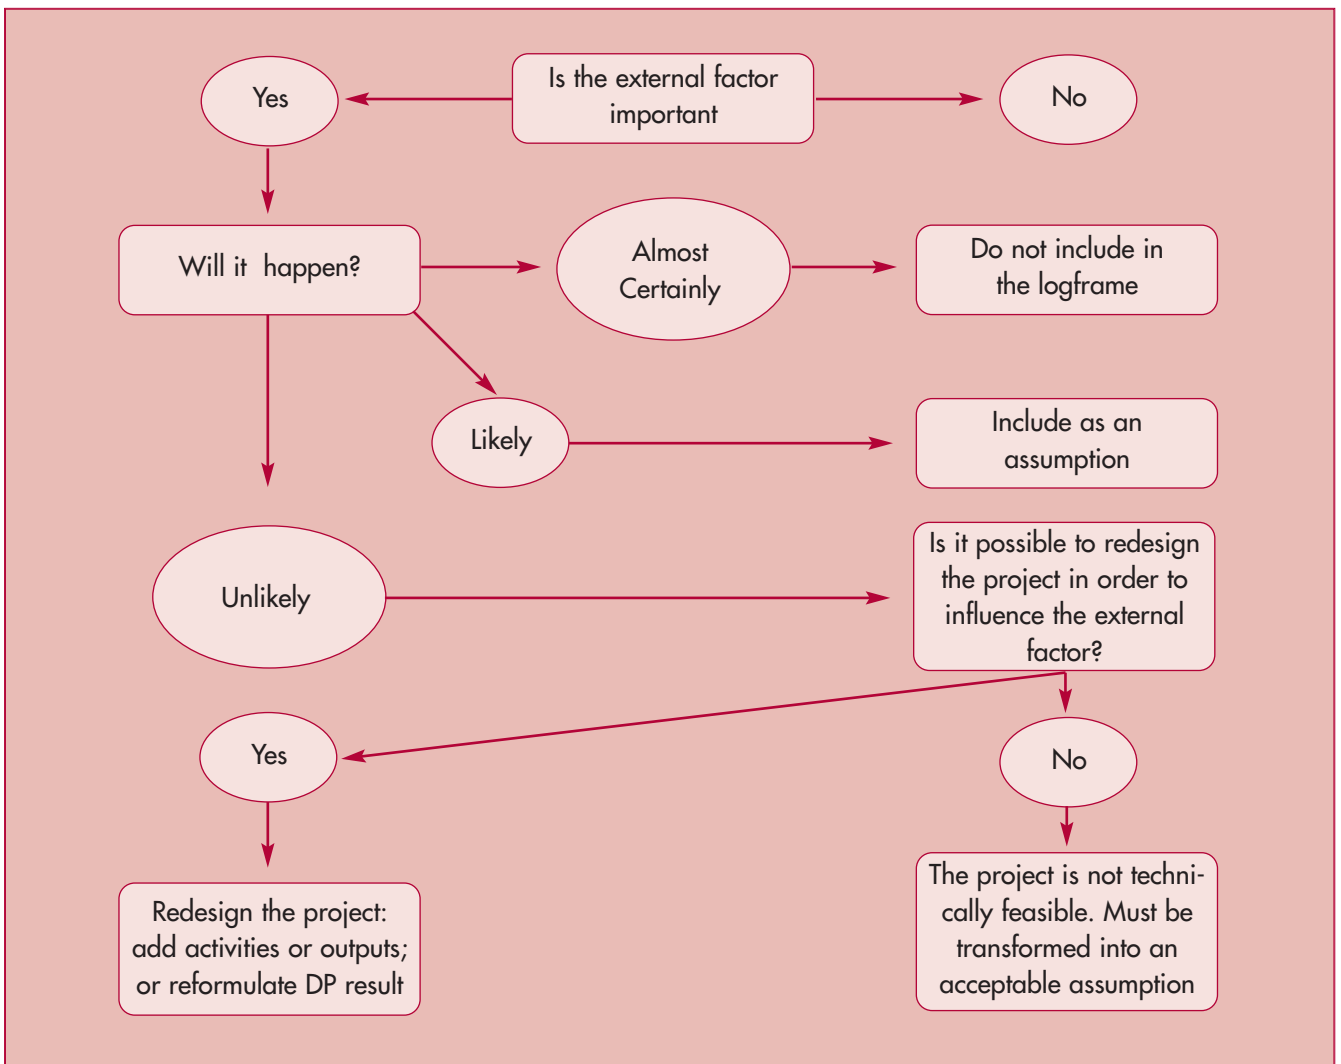 Yes
Is the external factor
important
No
Will it happen?
Almost
Certainly
Do not include in
the logframe
Likely
Include as an
assumption
Unlikely
Is it possible to redesign
the project in order to
influence the external
factor?
Yes
No
Redesign the project:
add activities or outputs;
or reformulate DP result
The project is not techni-
cally feasible. Must be
transformed into an
acceptable assumption